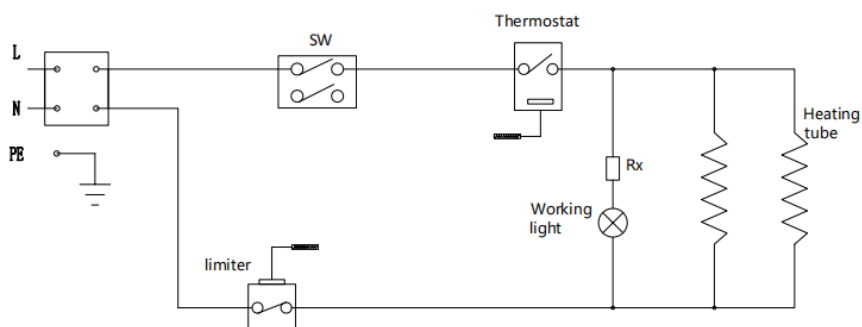 Thermostat
SW
L
N
PE
Heating
tube
Rx
Working
light
limiter